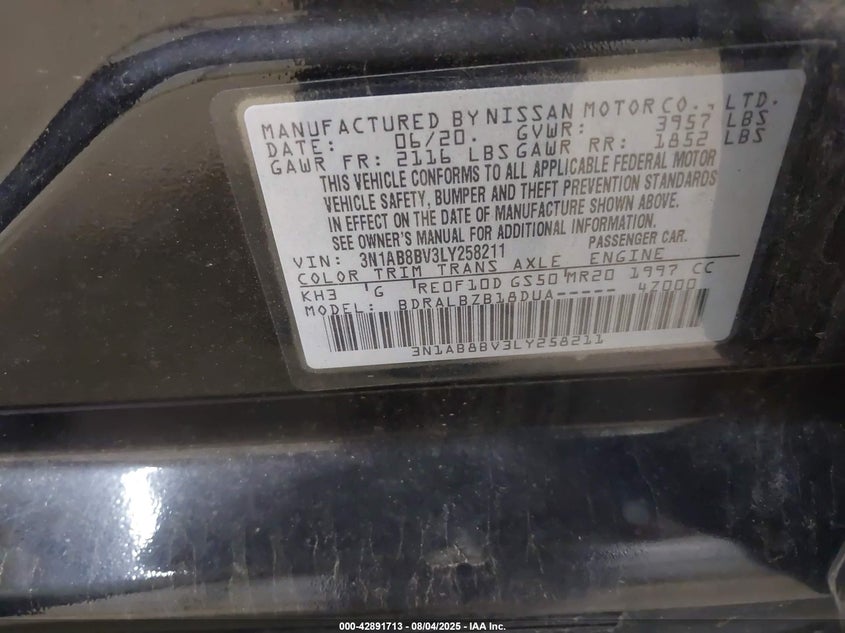 MANUFACTURED BY NISSAN MOTOR CO., LTD.
DATE: 06/20. GVWR: 3957 LBS
GAWR FR: 2116 LBS GAWR RR: 1852 LBS
THIS VEHICLE CONFORMS TO ALL APPLICABLE FEDERAL MOTOR
VEHICLE SAFETY, BUMPER AND THEFT PREVENTION STANDARDS
IN EFFECT ON THE DATE OF MANUFACTURE SHOWN ABOVE.
SEE OWNER'S MANUAL FOR ADDITIONAL INFORMATION.
VIN: 3N1AB8BV3LY258211 PASSENGER CAR.
COLOR TRIM TRANS AXLE ENGINE
KH3 G RE0F10D GS50 MR20 1997 CC
MODEL: BDRALBZB18DUA----- 4Z000
3N1AB8BV3LY258211
000-42891713 - 08/04/2025 - IAA Inc.